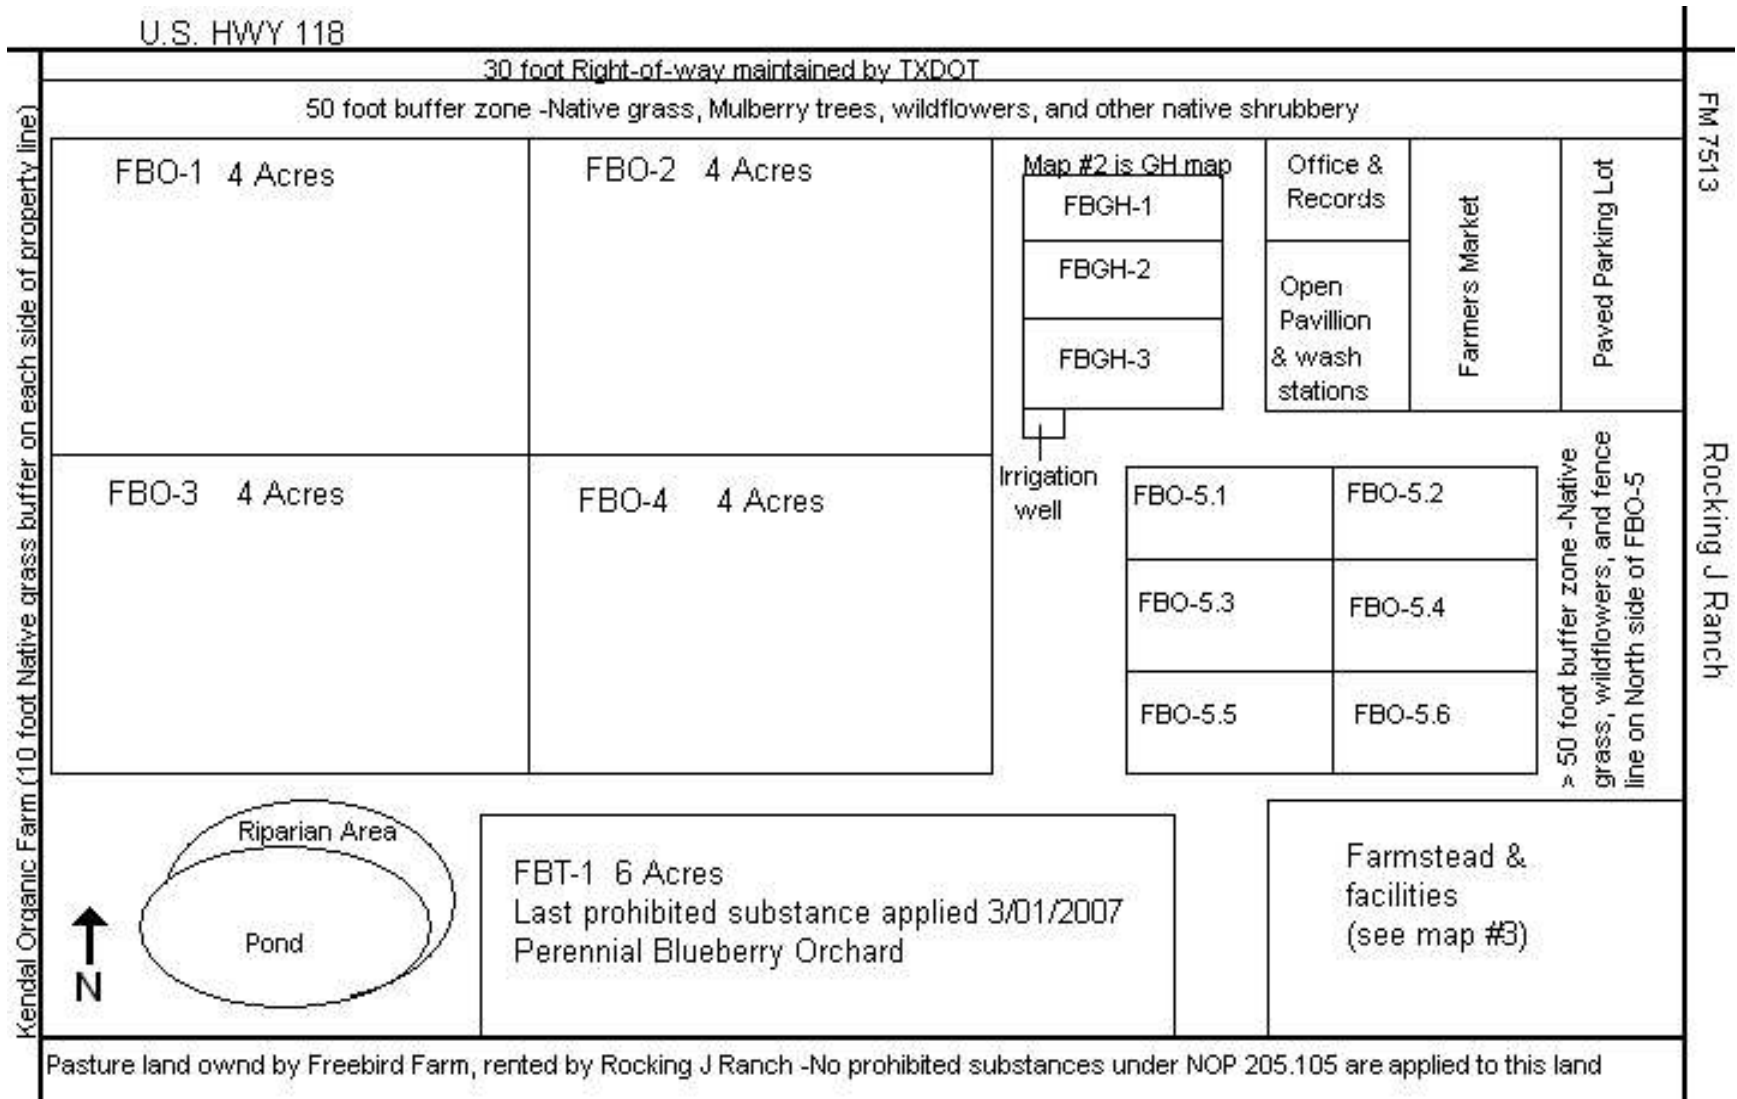 U.S. HWY 118
30 foot Right-of-way maintained by TXDOT
50 foot buffer zone -Native grass, Mulberry trees, wildflowers, and other native shrubbery
Kendal Organic Farm (10 foot Native grass buffer on each side of property line)
FBO-1 4 Acres
FBO-2 4 Acres
Map #2 is GH map
FBGH-1
FBGH-2
FBGH-3
Irrigation
well
Office &
Records
Open
Pavillion
& wash
stations
Farmers Market
Paved Parking Lot
FM 7513
Rocking J Ranch
FBO-3 4 Acres
FBO-4 4 Acres
FBO-5.1
FBO-5.2
FBO-5.3
FBO-5.4
FBO-5.5
FBO-5.6
> 50 foot buffer zone -Native
grass, wildflowers, and fence
line on North side of FBO-5
Riparian Area
Pond
N
FBT-1 6 Acres
Last prohibited substance applied 3/01/2007
Perennial Blueberry Orchard
Farmstead &
facilities
(see map #3)
Pasture land ownd by Freebird Farm, rented by Rocking J Ranch -No prohibited substances under NOP 205.105 are applied to this land